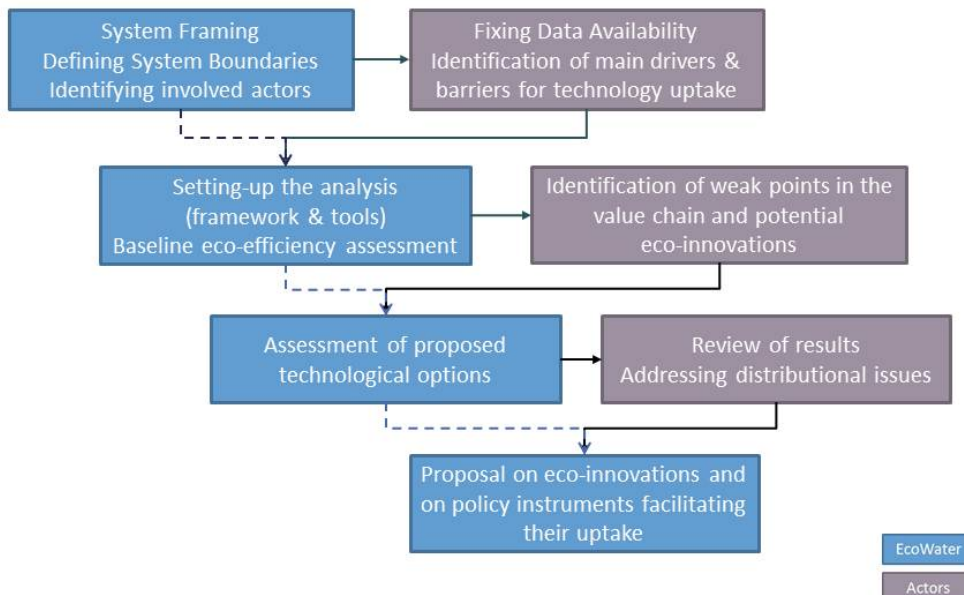 System Framing
Defining System Boundaries
Identifying involved actors
Fixing Data Availability
Identification of main drivers &
barriers for technology uptake
Setting-up the analysis
(framework & tools)
Baseline eco-efficiency assessment
Identification of weak points in the
value chain and potential
eco-innovations
Assessment of proposed
technological options
Review of results
Addressing distributional issues
Proposal on eco-innovations and
on policy instruments facilitating
their uptake
EcoWater
Actors